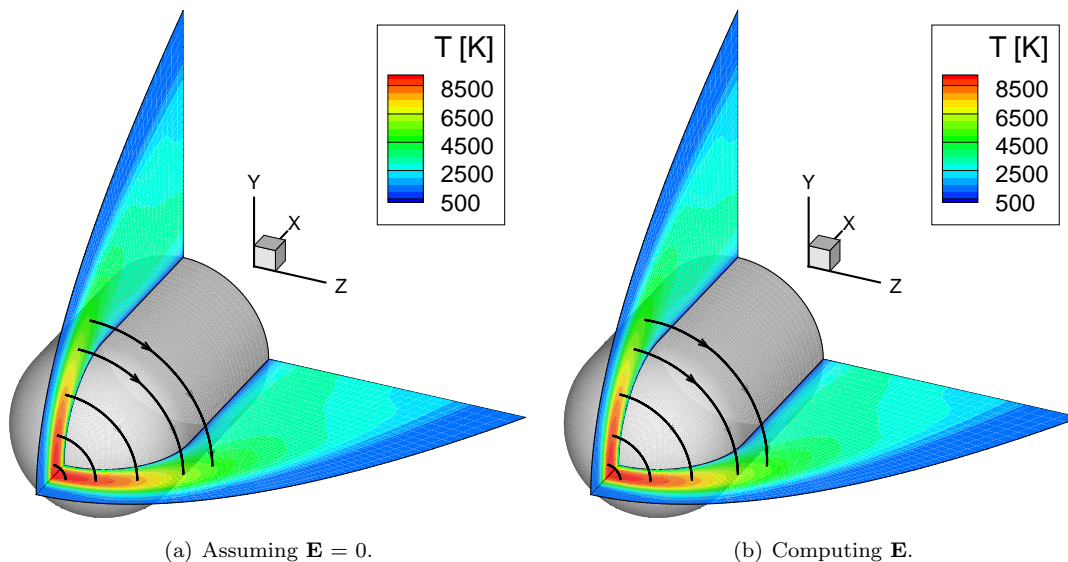 T [K]
8500
6500
4500
2500
500
Y
X
Z
(a) Assuming E = 0.
T [K]
8500
6500
4500
2500
500
Y
X
Z
(b) Computing E.